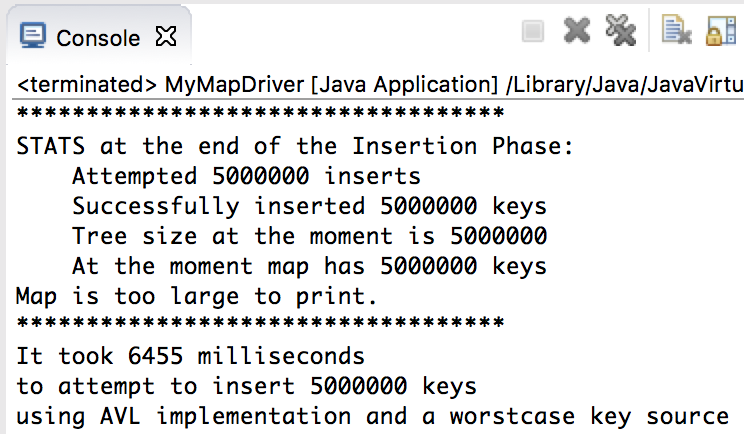 Console
<terminated> MyMapDriver [Java Application] /Library/Java/JavaVirtu
***********************************
STATS at the end of the Insertion Phase:
    Attempted 5000000 inserts
    Successfully inserted 5000000 keys
    Tree size at the moment is 5000000
    At the moment map has 5000000 keys
Map is too large to print.
***********************************
It took 6455 milliseconds
to attempt to insert 5000000 keys
using AVL implementation and a worstcase key source